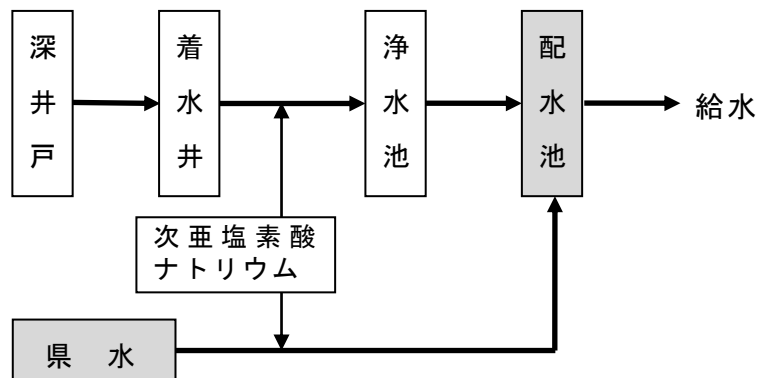 深井戸
着水井
浄水池
配水池
給水
次亜塩素酸
ナトリウム
県 水